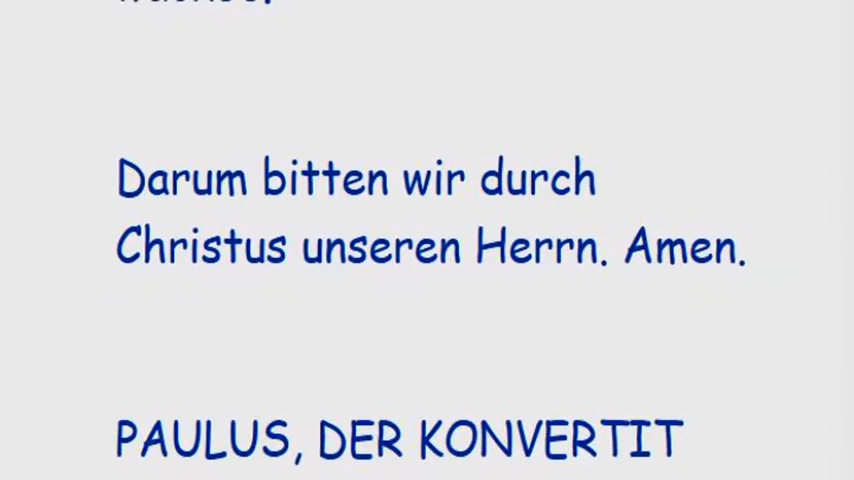 Darum bitten wir durch
Christus unseren Herrn. Amen.
PAULUS, DER KONVERTIT